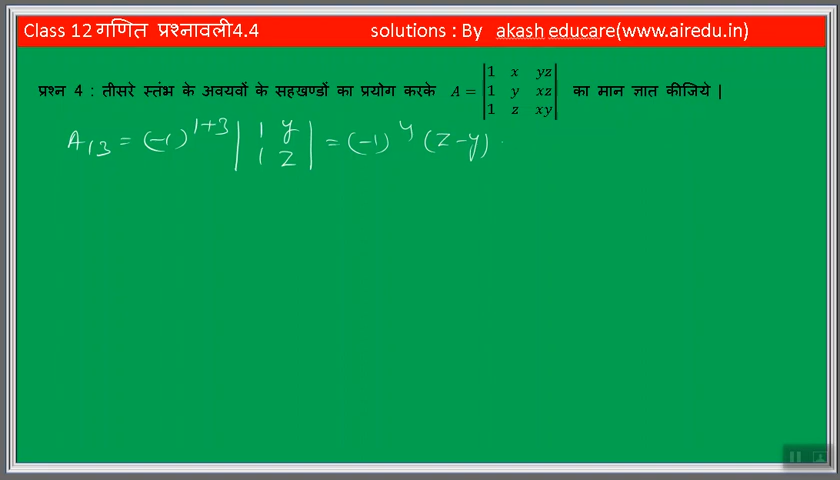 Class 12 गणित प्रश्नावली4.4 solutions : By akash educare(www.airedu.in)
प्रश्न 4 : तीसरे स्तंभ के अवयवों के सहखण्डों का प्रयोग करके A = |1 x yz| का मान ज्ञात कीजिये |
|1 y xz|
|1 z xy|
A₁₃ = (-1)¹⁺³ |1 y| = (-1)⁴ (z-y)
|1 z|